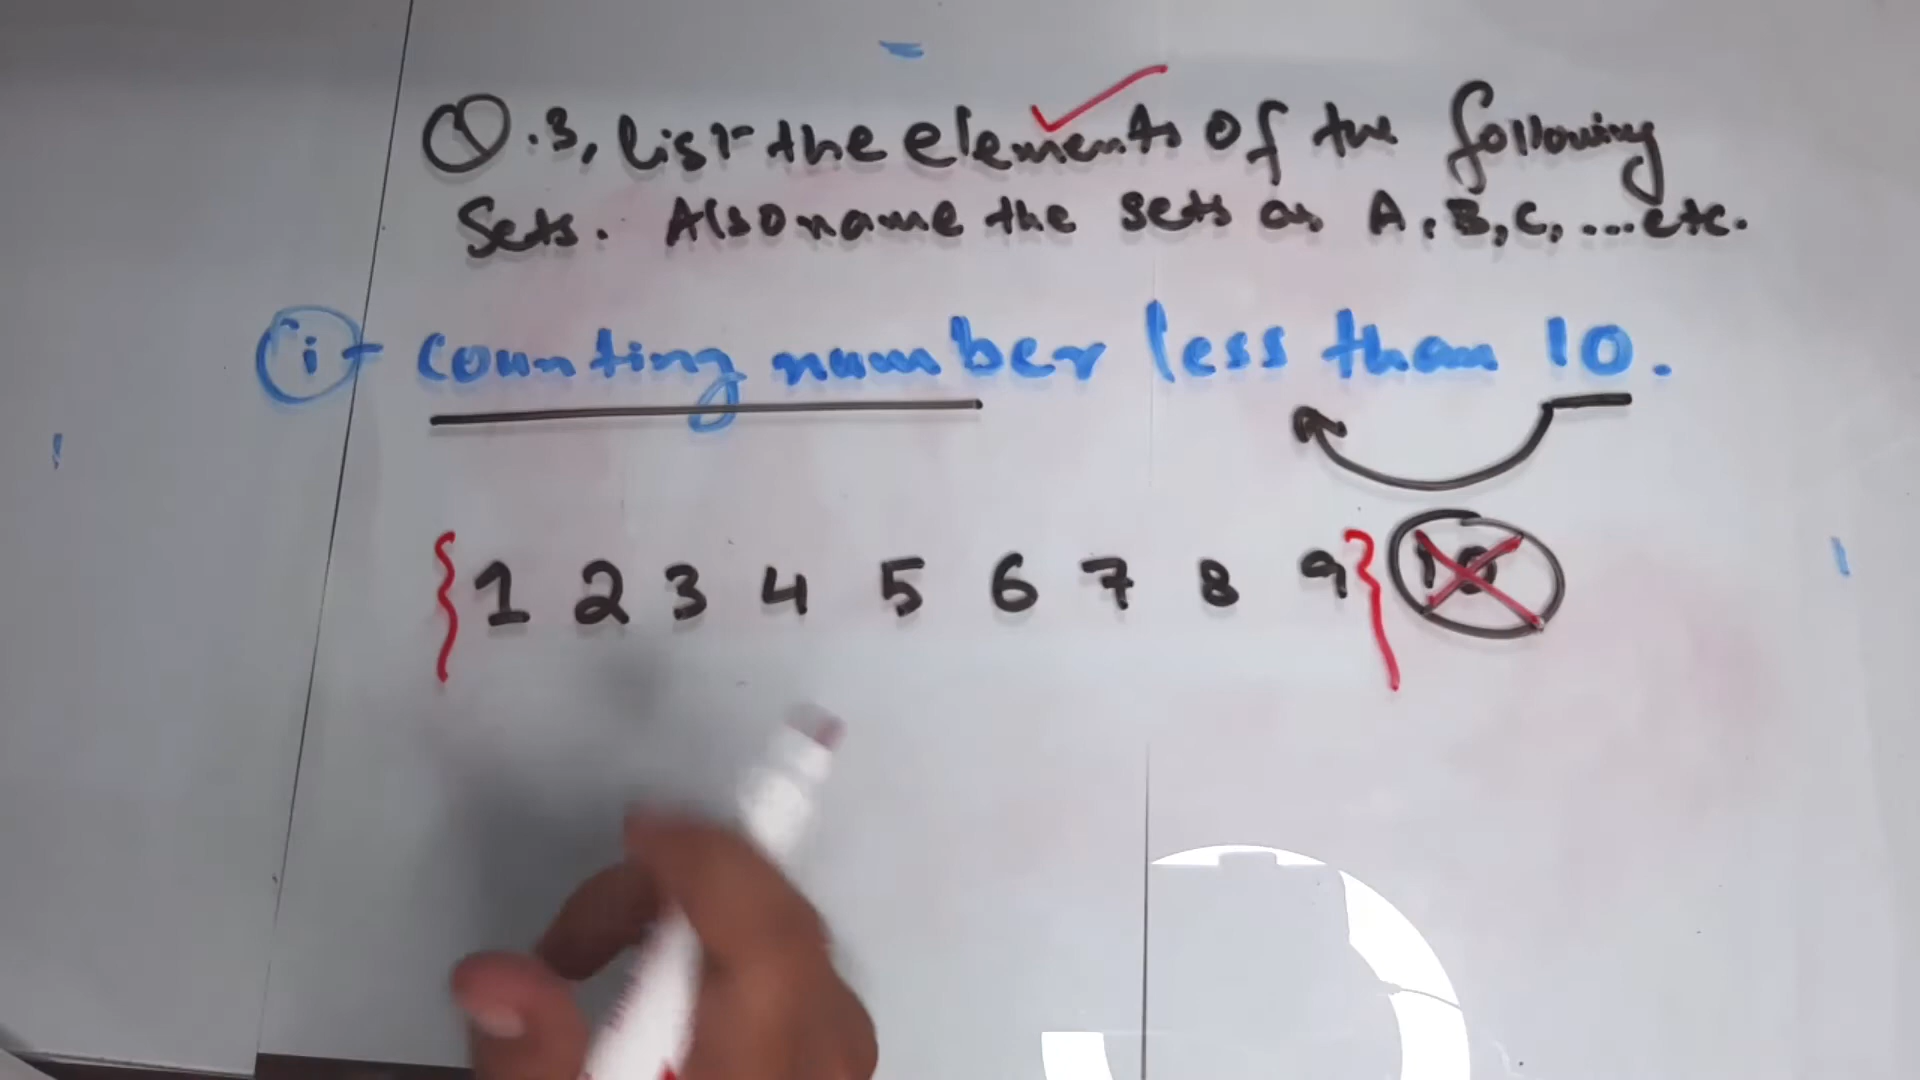 Q.3, list the elements of the following
Sets. Also name the sets as A, B, C, ....etc.
(i) - counting number less than 10.
{1 2 3 4 5 6 7 8 9} 10